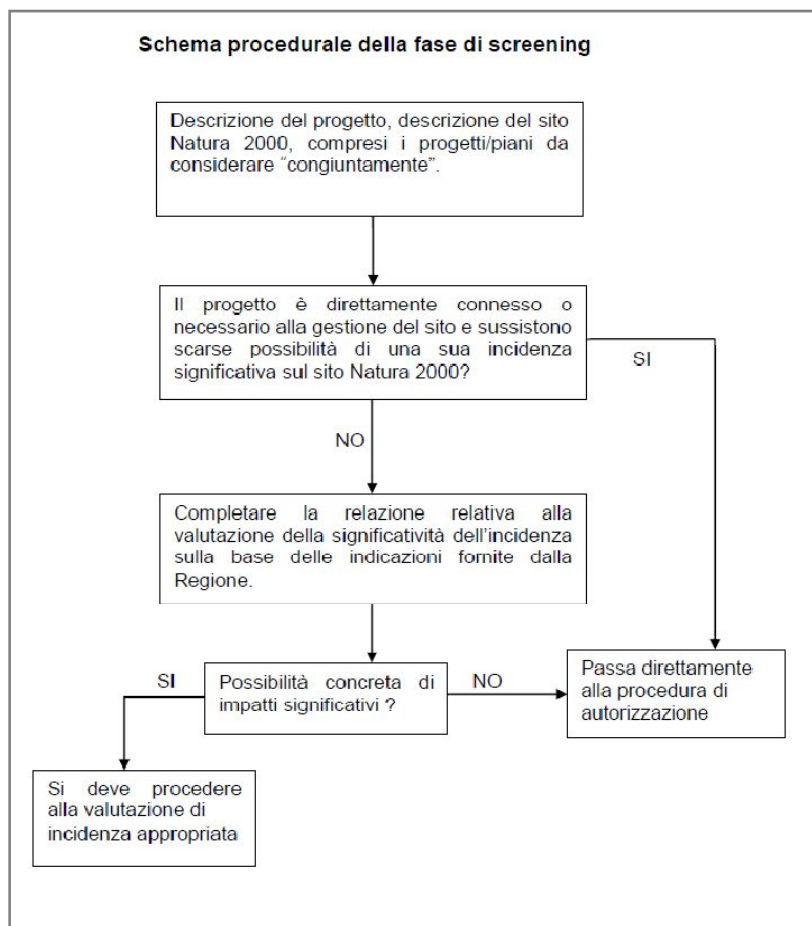 Schema procedurale della fase di screening
Descrizione del progetto, descrizione del sito
Natura 2000, compresi i progetti/piani da
considerare “congiuntamente”.
Il progetto è direttamente connesso o
necessario alla gestione del sito e sussistono
scarse possibilità di una sua incidenza
significativa sul sito Natura 2000?
SI
NO
Completare la relazione relativa alla
valutazione della significatività dell’incidenza
sulla base delle indicazioni fornite dalla
Regione.
SI
Possibilità concreta di
impatti significativi ?
NO
Passa direttamente
alla procedura di
autorizzazione
Si deve procedere
alla valutazione di
incidenza appropriata